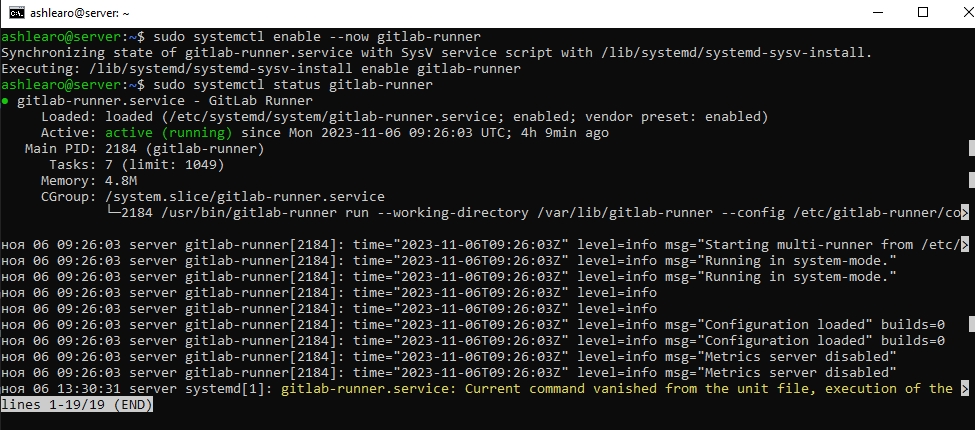 ashlearo@server: ~
ashlearo@server:~$ sudo systemctl enable --now gitlab-runner
Synchronizing state of gitlab-runner.service with SysV service script with /lib/systemd/systemd-sysv-install.
Executing: /lib/systemd/systemd-sysv-install enable gitlab-runner
ashlearo@server:~$ sudo systemctl status gitlab-runner
● gitlab-runner.service - GitLab Runner
Loaded: loaded (/etc/systemd/system/gitlab-runner.service; enabled; vendor preset: enabled)
Active: active (running) since Mon 2023-11-06 09:26:03 UTC; 4h 9min ago
Main PID: 2184 (gitlab-runner)
Tasks: 7 (limit: 1049)
Memory: 4.8M
CGroup: /system.slice/gitlab-runner.service
└─2184 /usr/bin/gitlab-runner run --working-directory /var/lib/gitlab-runner --config /etc/gitlab-runner/co>
ноя 06 09:26:03 server gitlab-runner[2184]: time="2023-11-06T09:26:03Z" level=info msg="Starting multi-runner from /etc/>
ноя 06 09:26:03 server gitlab-runner[2184]: time="2023-11-06T09:26:03Z" level=info msg="Running in system-mode."
ноя 06 09:26:03 server gitlab-runner[2184]: time="2023-11-06T09:26:03Z" level=info msg="Running in system-mode."
ноя 06 09:26:03 server gitlab-runner[2184]: time="2023-11-06T09:26:03Z" level=info
ноя 06 09:26:03 server gitlab-runner[2184]: time="2023-11-06T09:26:03Z" level=info
ноя 06 09:26:03 server gitlab-runner[2184]: time="2023-11-06T09:26:03Z" level=info msg="Configuration loaded" builds=0
ноя 06 09:26:03 server gitlab-runner[2184]: time="2023-11-06T09:26:03Z" level=info msg="Configuration loaded" builds=0
ноя 06 09:26:03 server gitlab-runner[2184]: time="2023-11-06T09:26:03Z" level=info msg="Metrics server disabled"
ноя 06 09:26:03 server gitlab-runner[2184]: time="2023-11-06T09:26:03Z" level=info msg="Metrics server disabled"
ноя 06 13:30:31 server systemd[1]: gitlab-runner.service: Current command vanished from the unit file, execution of the >
lines 1-19/19 (END)